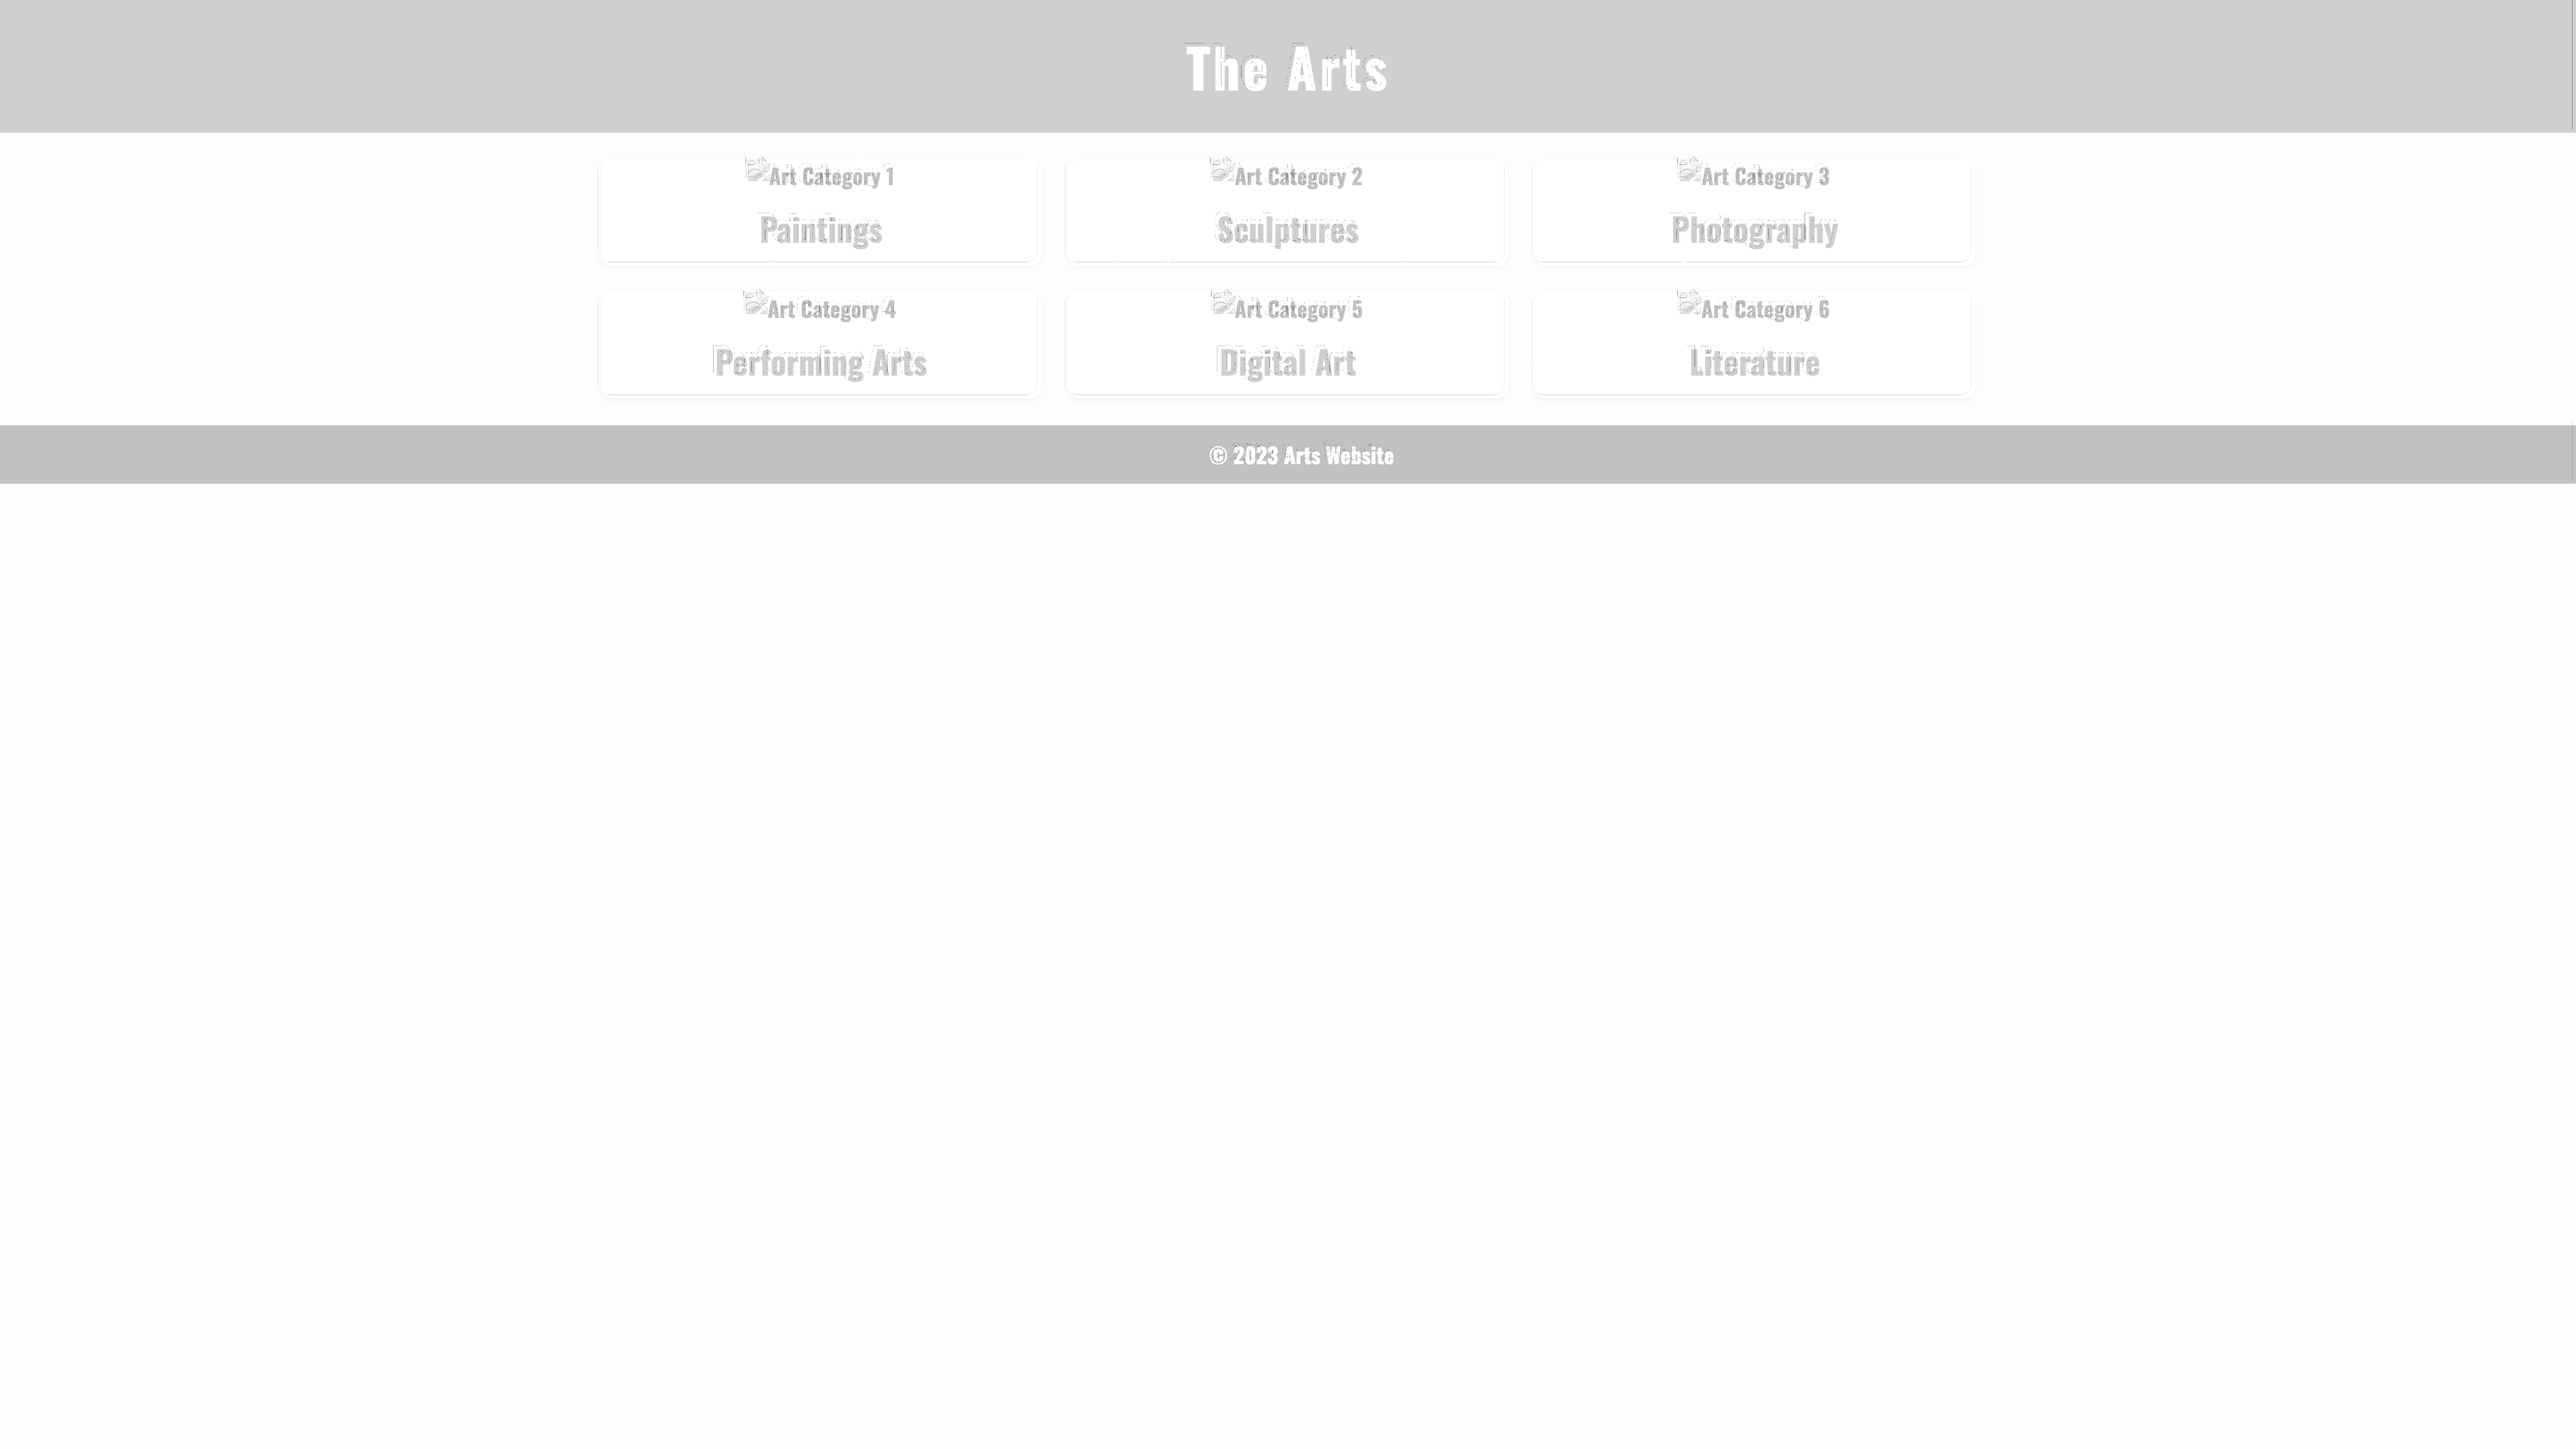 The Arts
Art Category 1
Art Category 2
Art Category 3
Paintings
Sculptures
Photography
Art Category 4
Art Category 5
Art Category 6
Performing Arts
Digital Art
Literature
© 2023 Arts Website